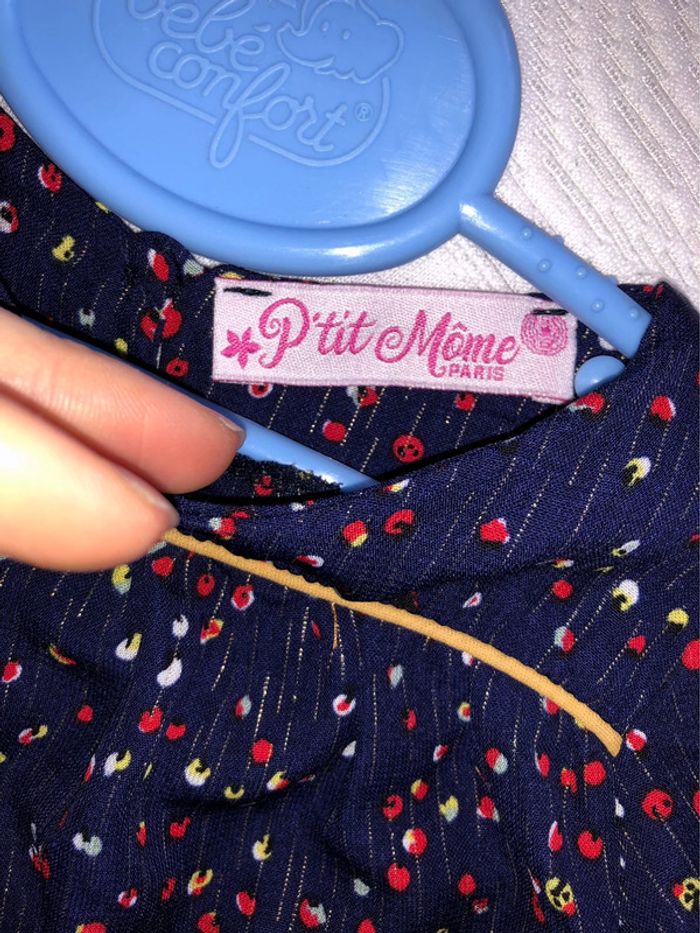 bébé
confort®
P'tit Môme
PARIS